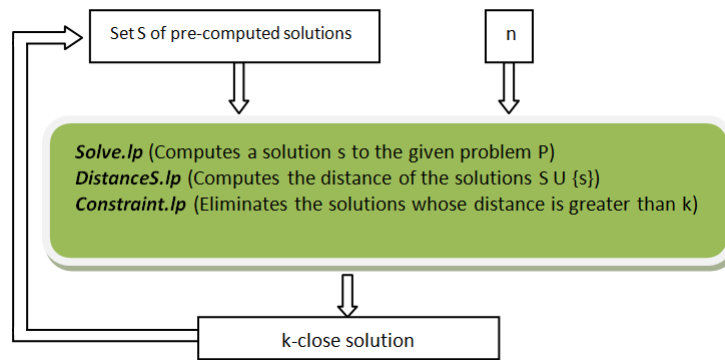 Set S of pre-computed solutions
n
Solve.lp (Computes a solution s to the given problem P)
DistanceS.lp (Computes the distance of the solutions S U {s})
Constraint.lp (Eliminates the solutions whose distance is greater than k)
k-close solution